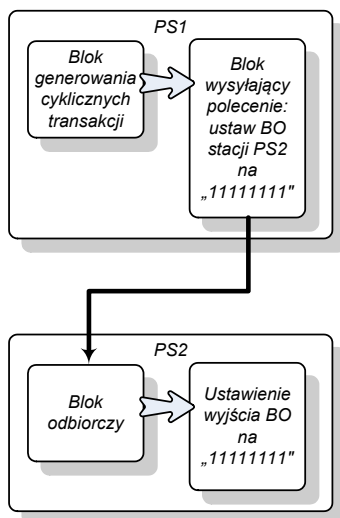 PS1
Blok
generowania
cyklicznych
transakcji
Blok
wysyłający
polecenie:
ustaw BO
stacji PS2
na
„11111111"
PS2
Blok
odbiorczy
Ustawienie
wyjścia BO
na
„11111111"